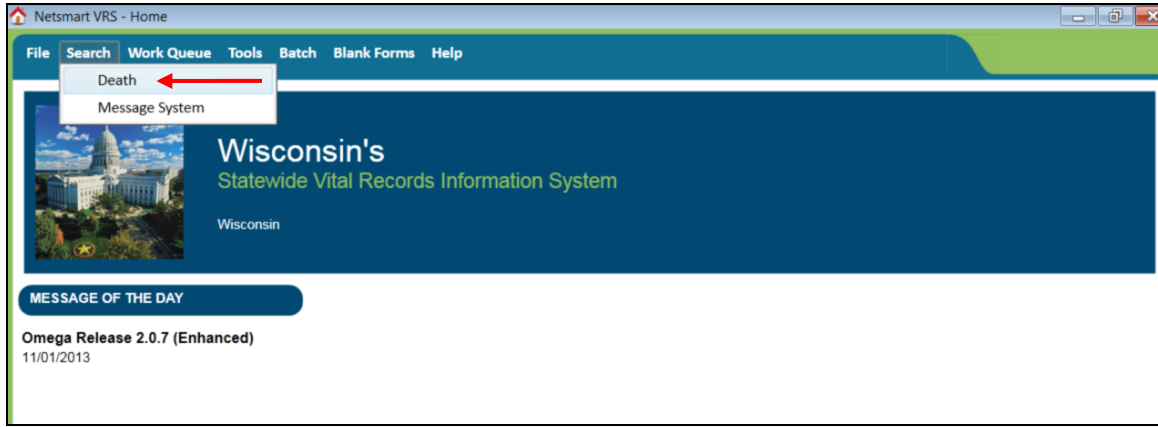 Netsmart VRS - Home
File Search Work Queue Tools Batch Blank Forms Help
Death
Message System
Wisconsin's
Statewide Vital Records Information System
Wisconsin
MESSAGE OF THE DAY
Omega Release 2.0.7 (Enhanced)
11/01/2013